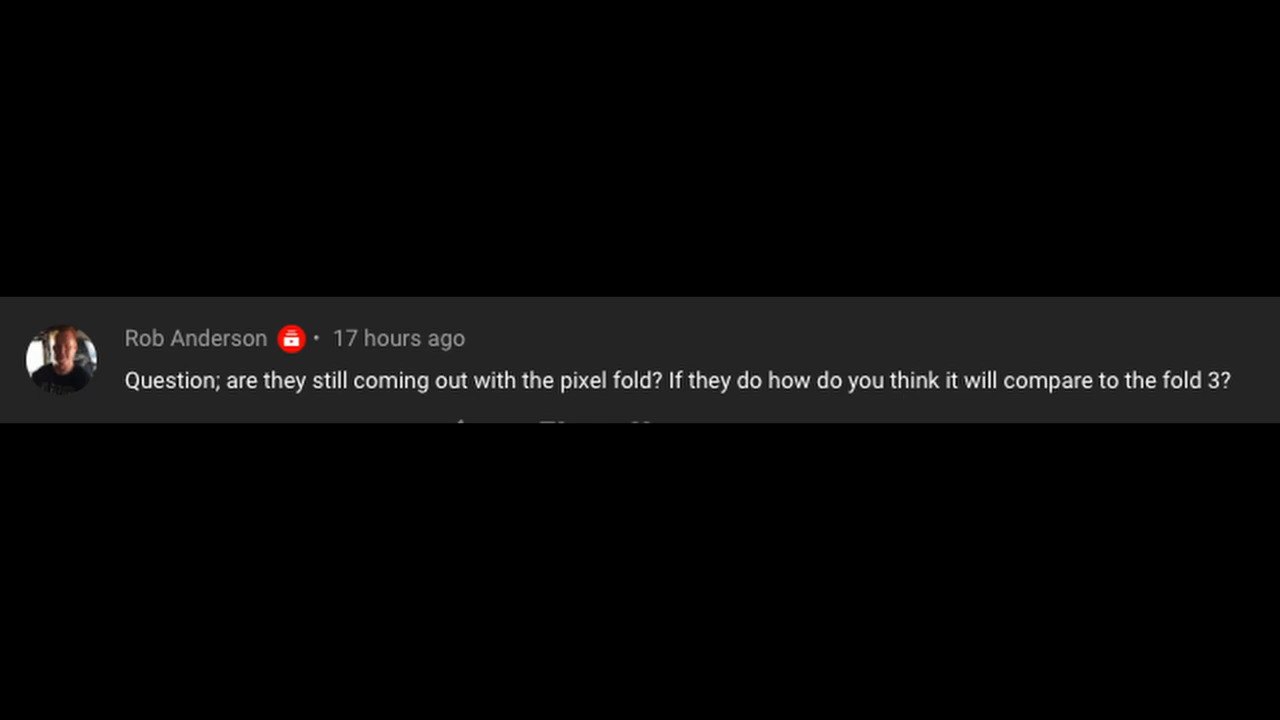 Rob Anderson • 17 hours ago
Question; are they still coming out with the pixel fold? If they do how do you think it will compare to the fold 3?